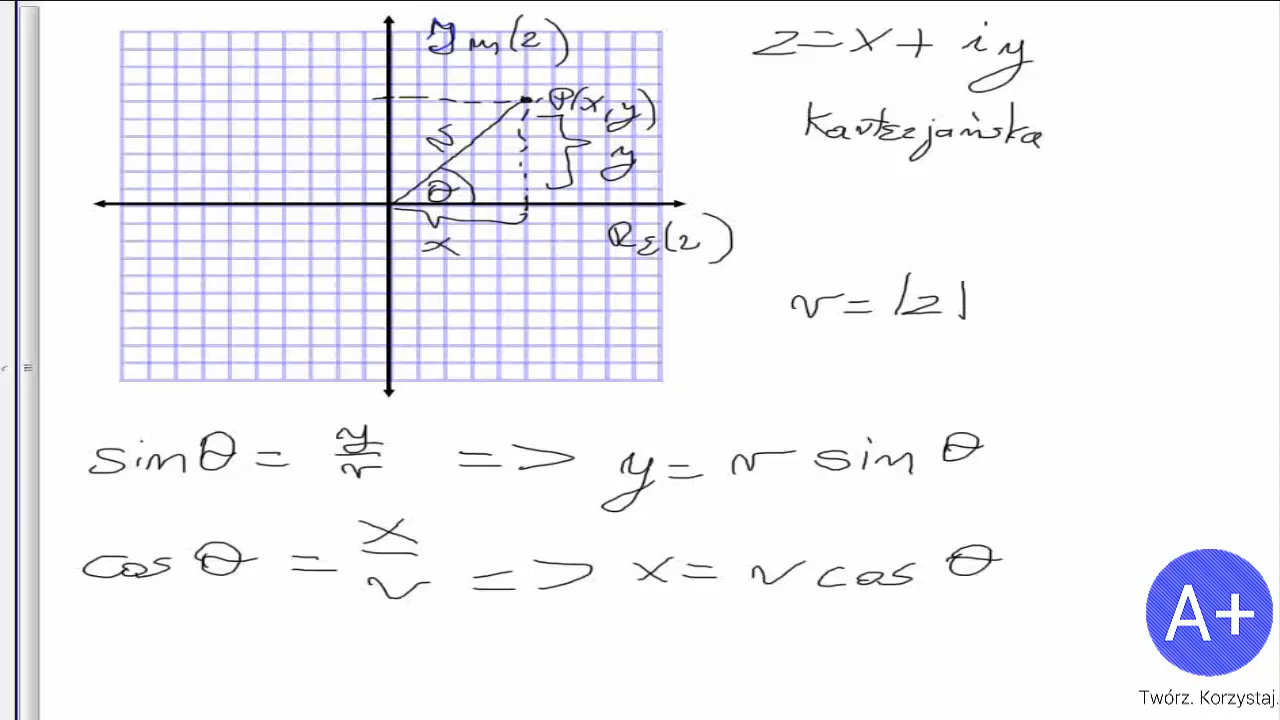 Im(z)
z = x + iy
P(x, y)
Kartezjańska
r
y
θ
x
Re(z)
r = |z|
sin θ = y/r => y = r sin θ
cos θ = x/r => x = r cos θ
A+
Twórz. Korzystaj.